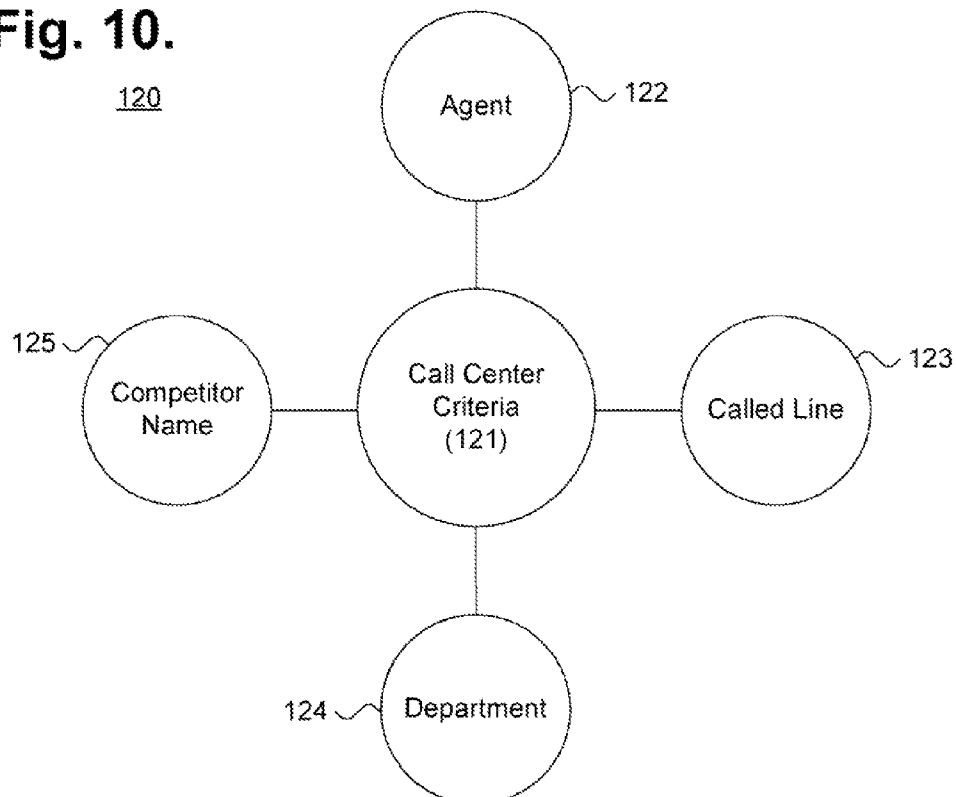 Fig. 10.
120
Agent
122
125
Competitor
Name
Call Center
Criteria
(121)
Called Line
123
124
Department